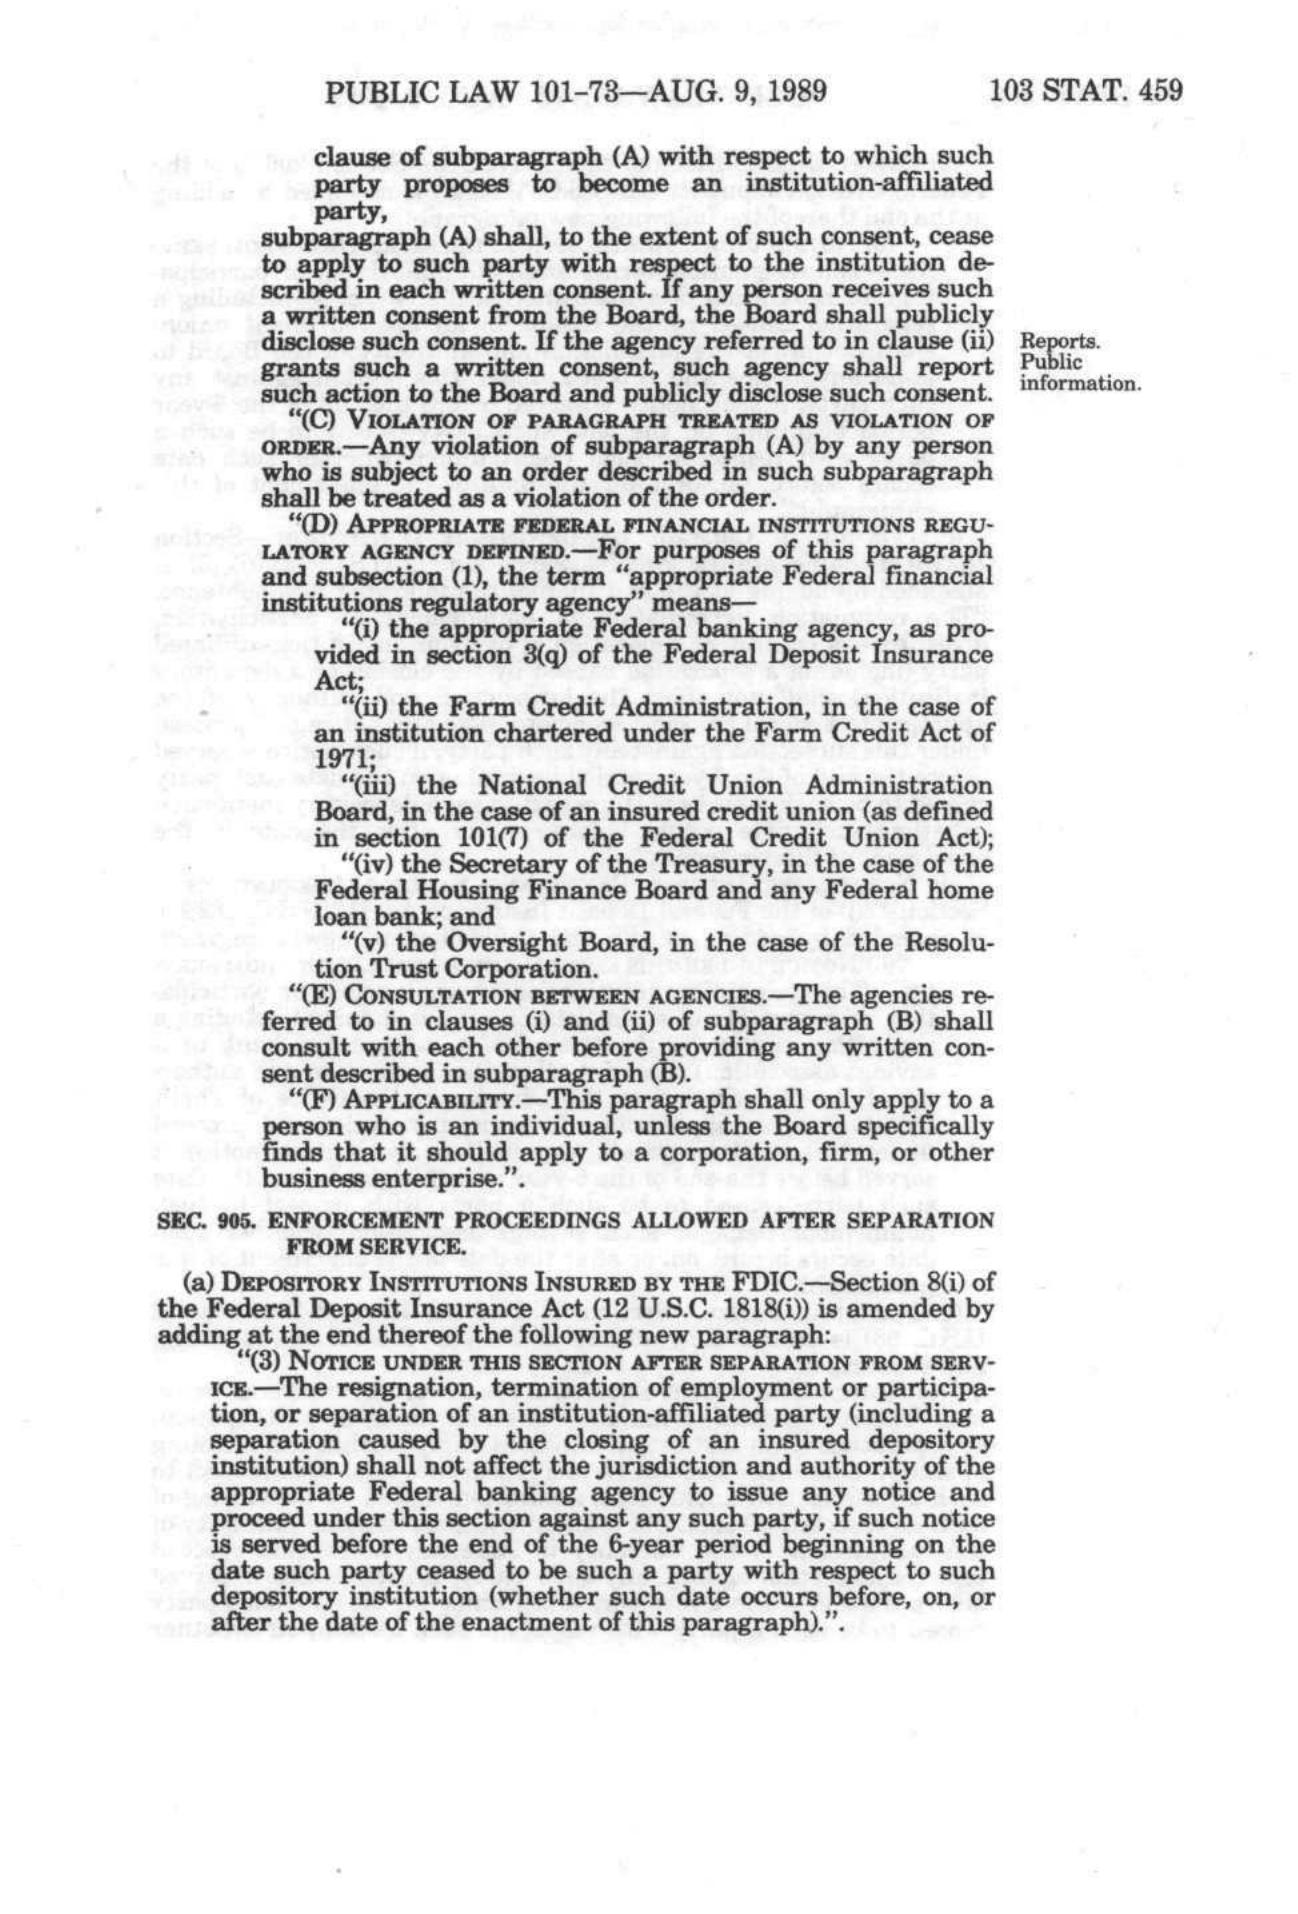 PUBLIC LAW 101-73—AUG. 9, 1989 103 STAT. 459
clause of subparagraph (A) with respect to which such
party proposes to become an institution-affiliated
party,
subparagraph (A) shall, to the extent of such consent, cease
to apply to such party with respect to the institution de-
scribed in each written consent. If any person receives such
a written consent from the Board, the Board shall publicly
disclose such consent. If the agency referred to in clause (ii)
grants such a written consent, such agency shall report
such action to the Board and publicly disclose such consent.
Reports.
Public
information.
"(C) VIOLATION OF PARAGRAPH TREATED AS VIOLATION OF
ORDER.—Any violation of subparagraph (A) by any person
who is subject to an order described in such subparagraph
shall be treated as a violation of the order.
"(D) APPROPRIATE FEDERAL FINANCIAL INSTITUTIONS REGU-
LATORY AGENCY DEFINED.—For purposes of this paragraph
and subsection (1), the term "appropriate Federal financial
institutions regulatory agency" means—
"(i) the appropriate Federal banking agency, as pro-
vided in section 3(q) of the Federal Deposit Insurance
Act;
"(ii) the Farm Credit Administration, in the case of
an institution chartered under the Farm Credit Act of
1971;
"(iii) the National Credit Union Administration
Board, in the case of an insured credit union (as defined
in section 101(7) of the Federal Credit Union Act);
"(iv) the Secretary of the Treasury, in the case of the
Federal Housing Finance Board and any Federal home
loan bank; and
"(v) the Oversight Board, in the case of the Resolu-
tion Trust Corporation.
"(E) CONSULTATION BETWEEN AGENCIES.—The agencies re-
ferred to in clauses (i) and (ii) of subparagraph (B) shall
consult with each other before providing any written con-
sent described in subparagraph (B).
"(F) APPLICABILITY.—This paragraph shall only apply to a
person who is an individual, unless the Board specifically
finds that it should apply to a corporation, firm, or other
business enterprise.".
SEC. 905. ENFORCEMENT PROCEEDINGS ALLOWED AFTER SEPARATION
FROM SERVICE.
(a) DEPOSITORY INSTITUTIONS INSURED BY THE FDIC.—Section 8(i) of
the Federal Deposit Insurance Act (12 U.S.C. 1818(i)) is amended by
adding at the end thereof the following new paragraph:
"(3) NOTICE UNDER THIS SECTION AFTER SEPARATION FROM SERV-
ICE.—The resignation, termination of employment or participa-
tion, or separation of an institution-affiliated party (including a
separation caused by the closing of an insured depository
institution) shall not affect the jurisdiction and authority of the
appropriate Federal banking agency to issue any notice and
proceed under this section against any such party, if such notice
is served before the end of the 6-year period beginning on the
date such party ceased to be such a party with respect to such
depository institution (whether such date occurs before, on, or
after the date of the enactment of this paragraph).".